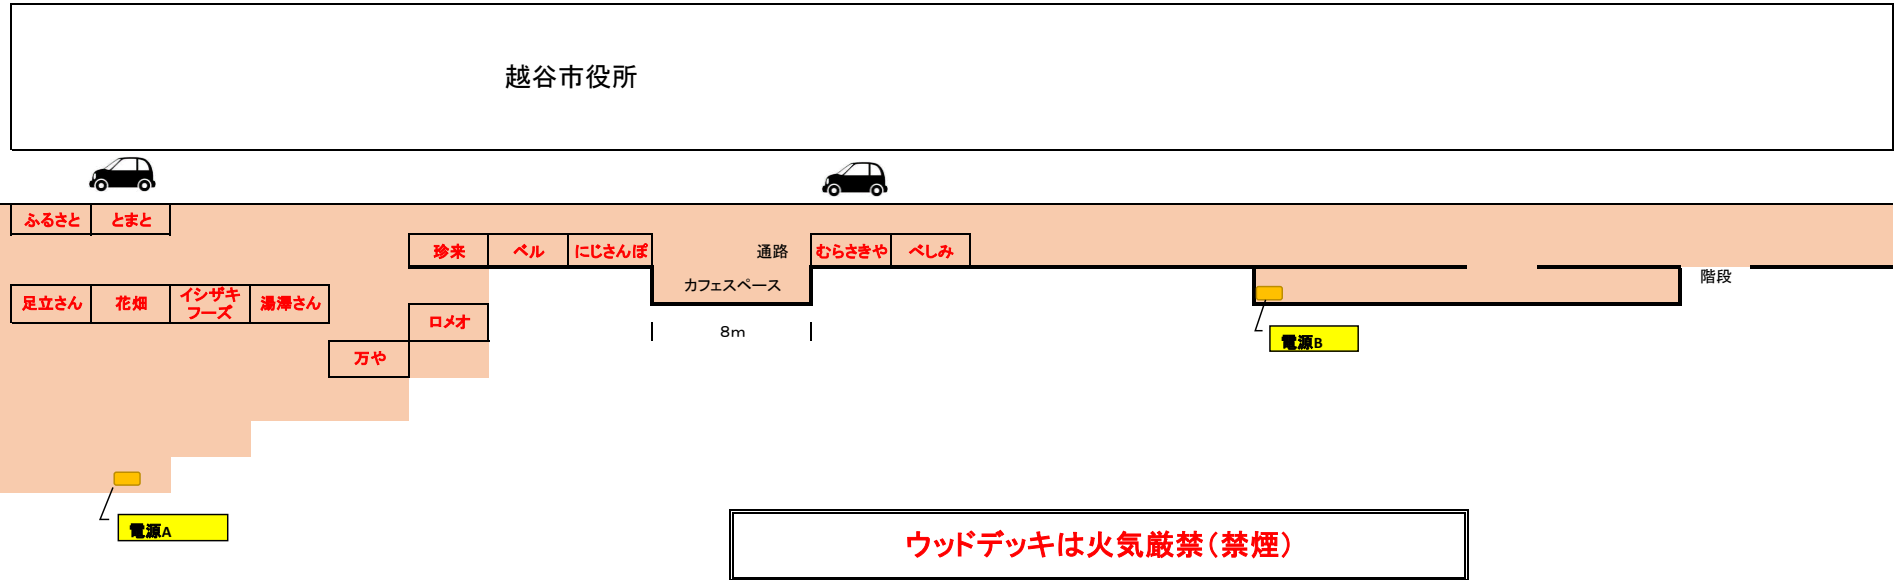 越谷市役所
ふるさと
とまと
珍来
ベル
にじさんぽ
通路
むらさきや
べしみ
カフェスペース
階段
足立さん
花畑
イシザキ
フーズ
湯澤さん
ロメオ
8m
電源B
万や
電源A
ウッドデッキは火気厳禁（禁煙）